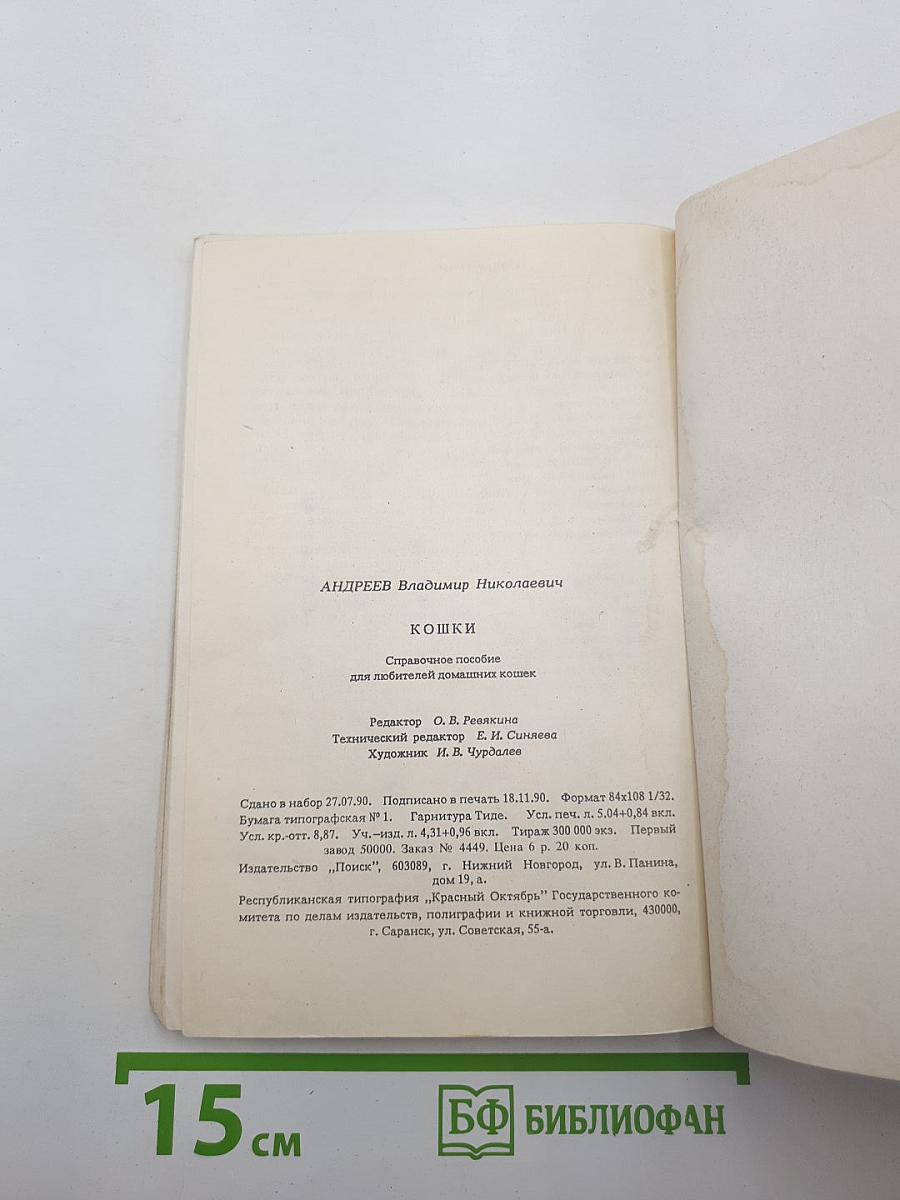 АНДРЕЕВ Владимир Николаевич
КОШКИ
Справочное пособие
для любителей домашних кошек
Редактор О. В. Ревякина
Технический редактор Е. И. Синяева
Художник И. В. Чурдалев
Сдано в набор 27.07.90. Подписано в печать 18.11.90. Формат 84х108 1/32.
Бумага типографская № 1. Гарнитура Тиде. Усл. печ. л. 5.04+0,84 вкл.
Усл. кр.-отт. 8,87. Уч.—изд. л. 4,31+0,96 вкл. Тираж 300 000 экз. Первый
завод 50000. Заказ № 4449. Цена 6 р. 20 коп.
Издательство „Поиск", 603089, г. Нижний Новгород, ул. В. Панина,
дом 19, а.
Республиканская типография „Красный Октябрь" Государственного ко-
митета по делам издательств, полиграфии и книжной торговли, 430000,
г. Саранск, ул. Советская, 55-а.
15 см
БФ БИБЛИОФАН